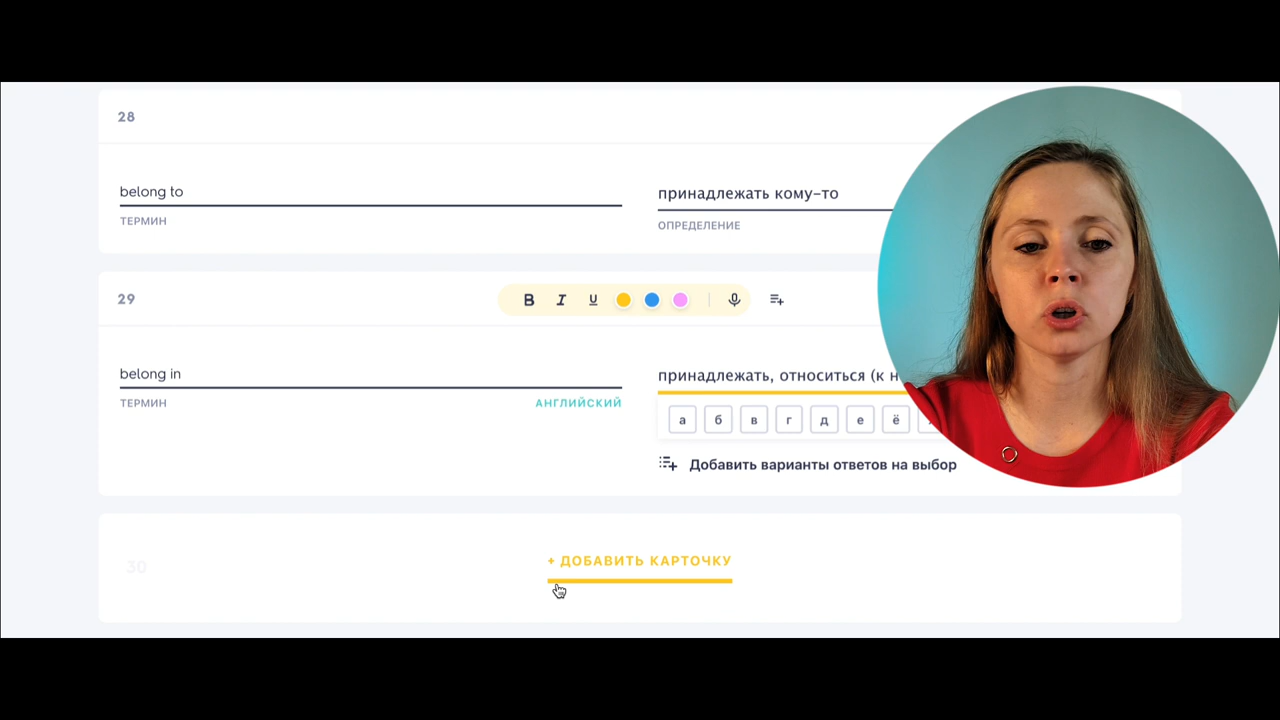 28
belong to
принадлежать кому-то
ТЕРМИН
ОПРЕДЕЛЕНИЕ
29
B I U
belong in
принадлежать, относиться (к
ТЕРМИН
АНГЛИЙСКИЙ
а б в г д е ё
Добавить варианты ответов на выбор
30
+ ДОБАВИТЬ КАРТОЧКУ